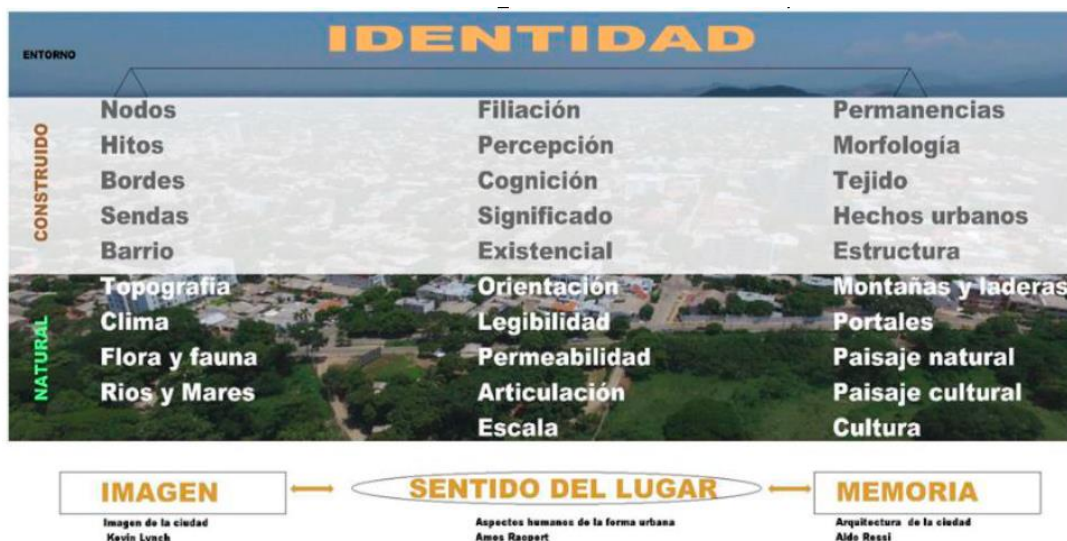 IDENTIDAD
ENTORNO
CONSTRUIDO
Nodos Filiación Permanencias
Hitos Percepción Morfología
Bordes Cognición Tejido
Sendas Significado Hechos urbanos
Barrio Existencial Estructura
NATURAL
Topografía Orientación Montañas y laderas
Clima Legibilidad Portales
Flora y fauna Permeabilidad Paisaje natural
Rios y Mares Articulación Paisaje cultural
Escala Cultura
IMAGEN SENTIDO DEL LUGAR MEMORIA
Imagen de la ciudad Aspectos humanos de la forma urbana Arquitectura de la ciudad
Kevin Lynch Amos Aldo